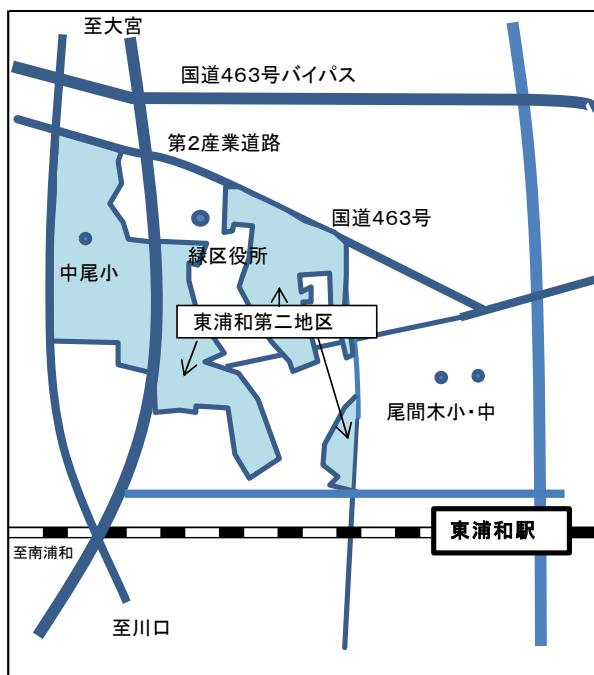 至大宮
国道463号バイパス
第2産業道路
国道463号
緑区役所
中尾小
東浦和第二地区
尾間木小・中
東浦和駅
至南浦和
至川口